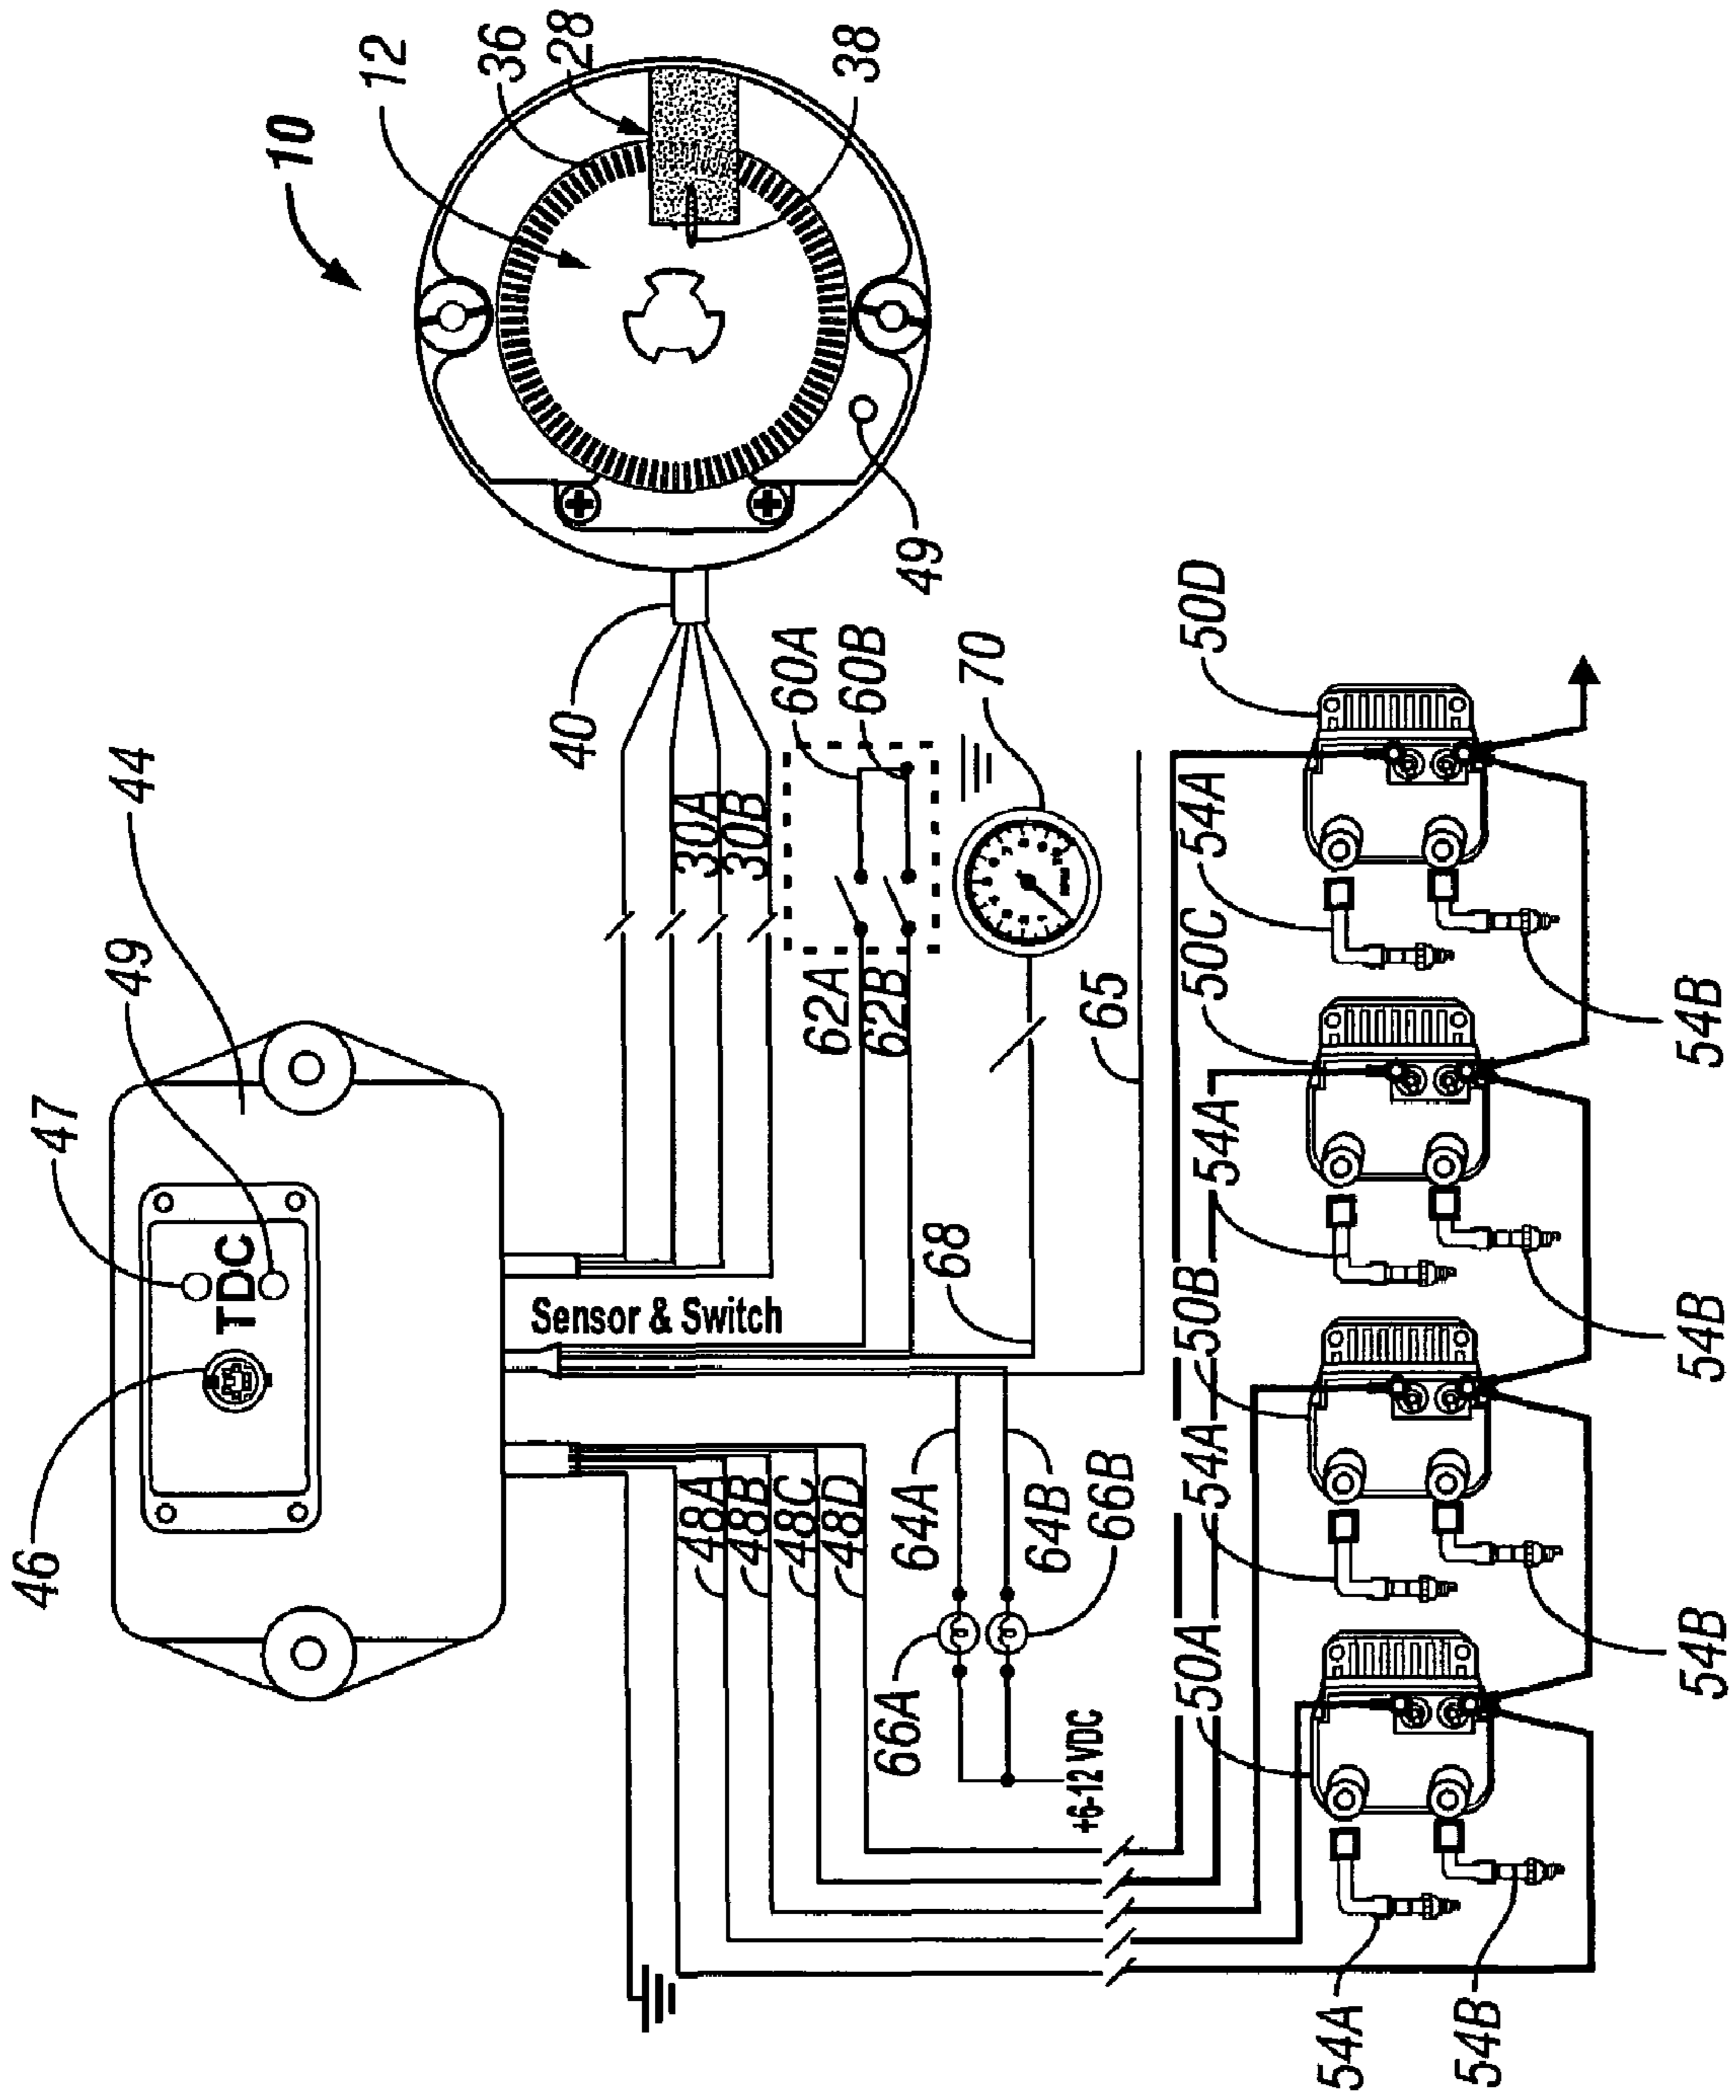 10
12
36
28
38
49
40
30A
30B
60A
60B
62A
62B
70
44
49
47
TDC
46
Sensor & Switch
68
65
48A
48B
48C
48D
64A
64B
66A
66B
+6-12 VDC
50A
50B
50C
50D
54A
54A
54A
54A
54B
54B
54B
54B